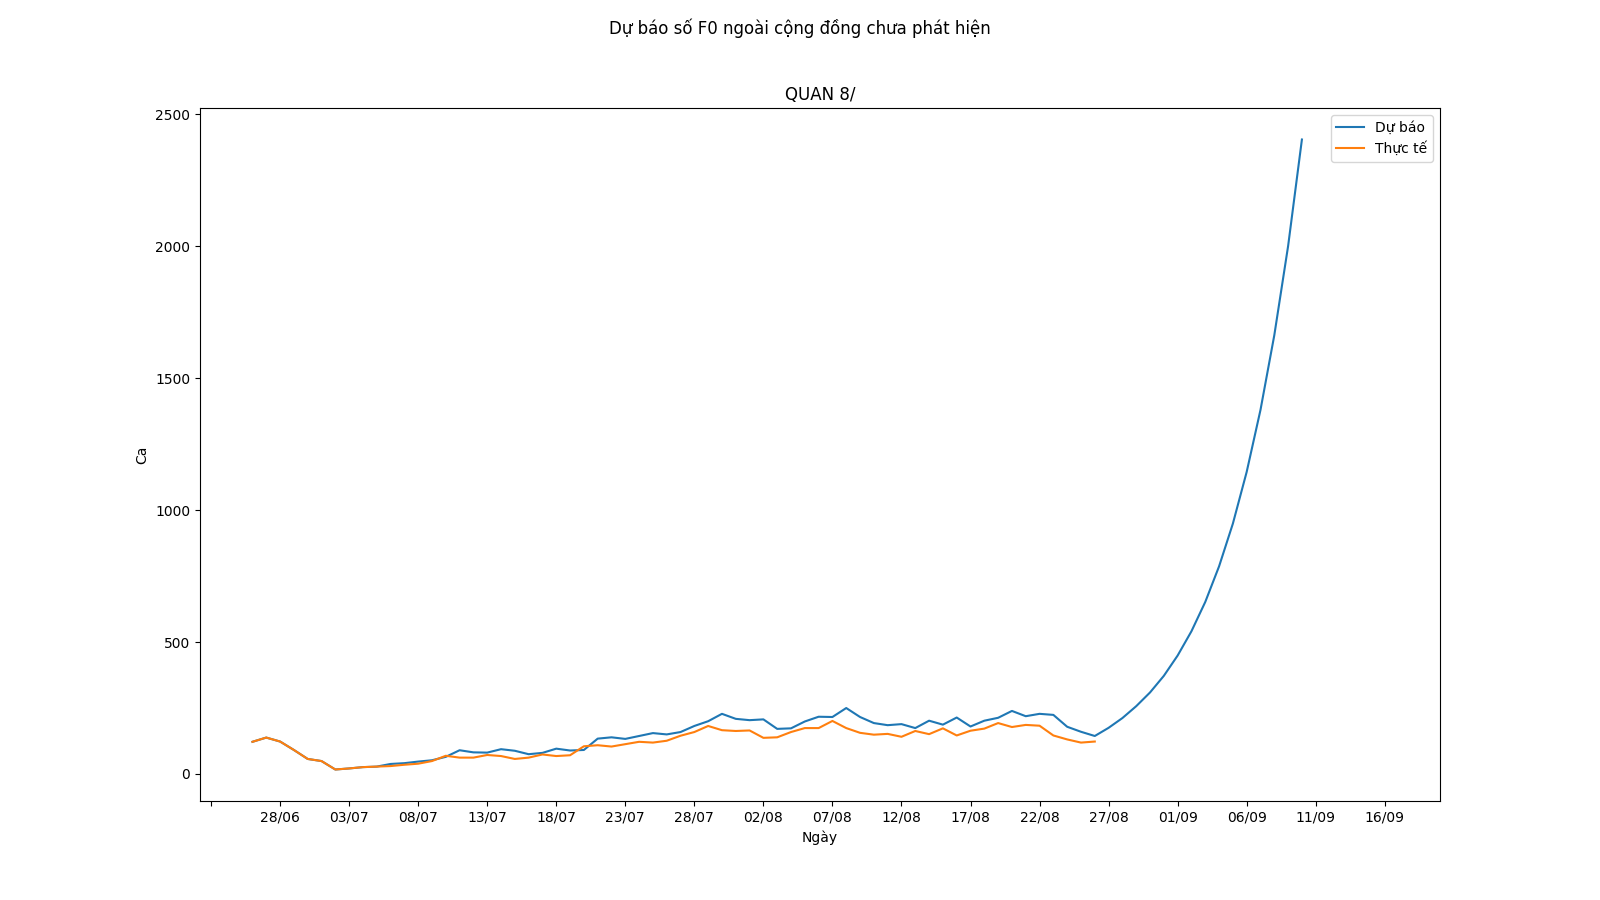 Dự báo số F0 ngoài cộng đồng chưa phát hiện
QUAN 8/
2500
2000
1500
1000
500
0
Ca
Dự báo
Thực tế
28/06 03/07 08/07 13/07 18/07 23/07 28/07 02/08 07/08 12/08 17/08 22/08 27/08 01/09 06/09 11/09 16/09
Ngày